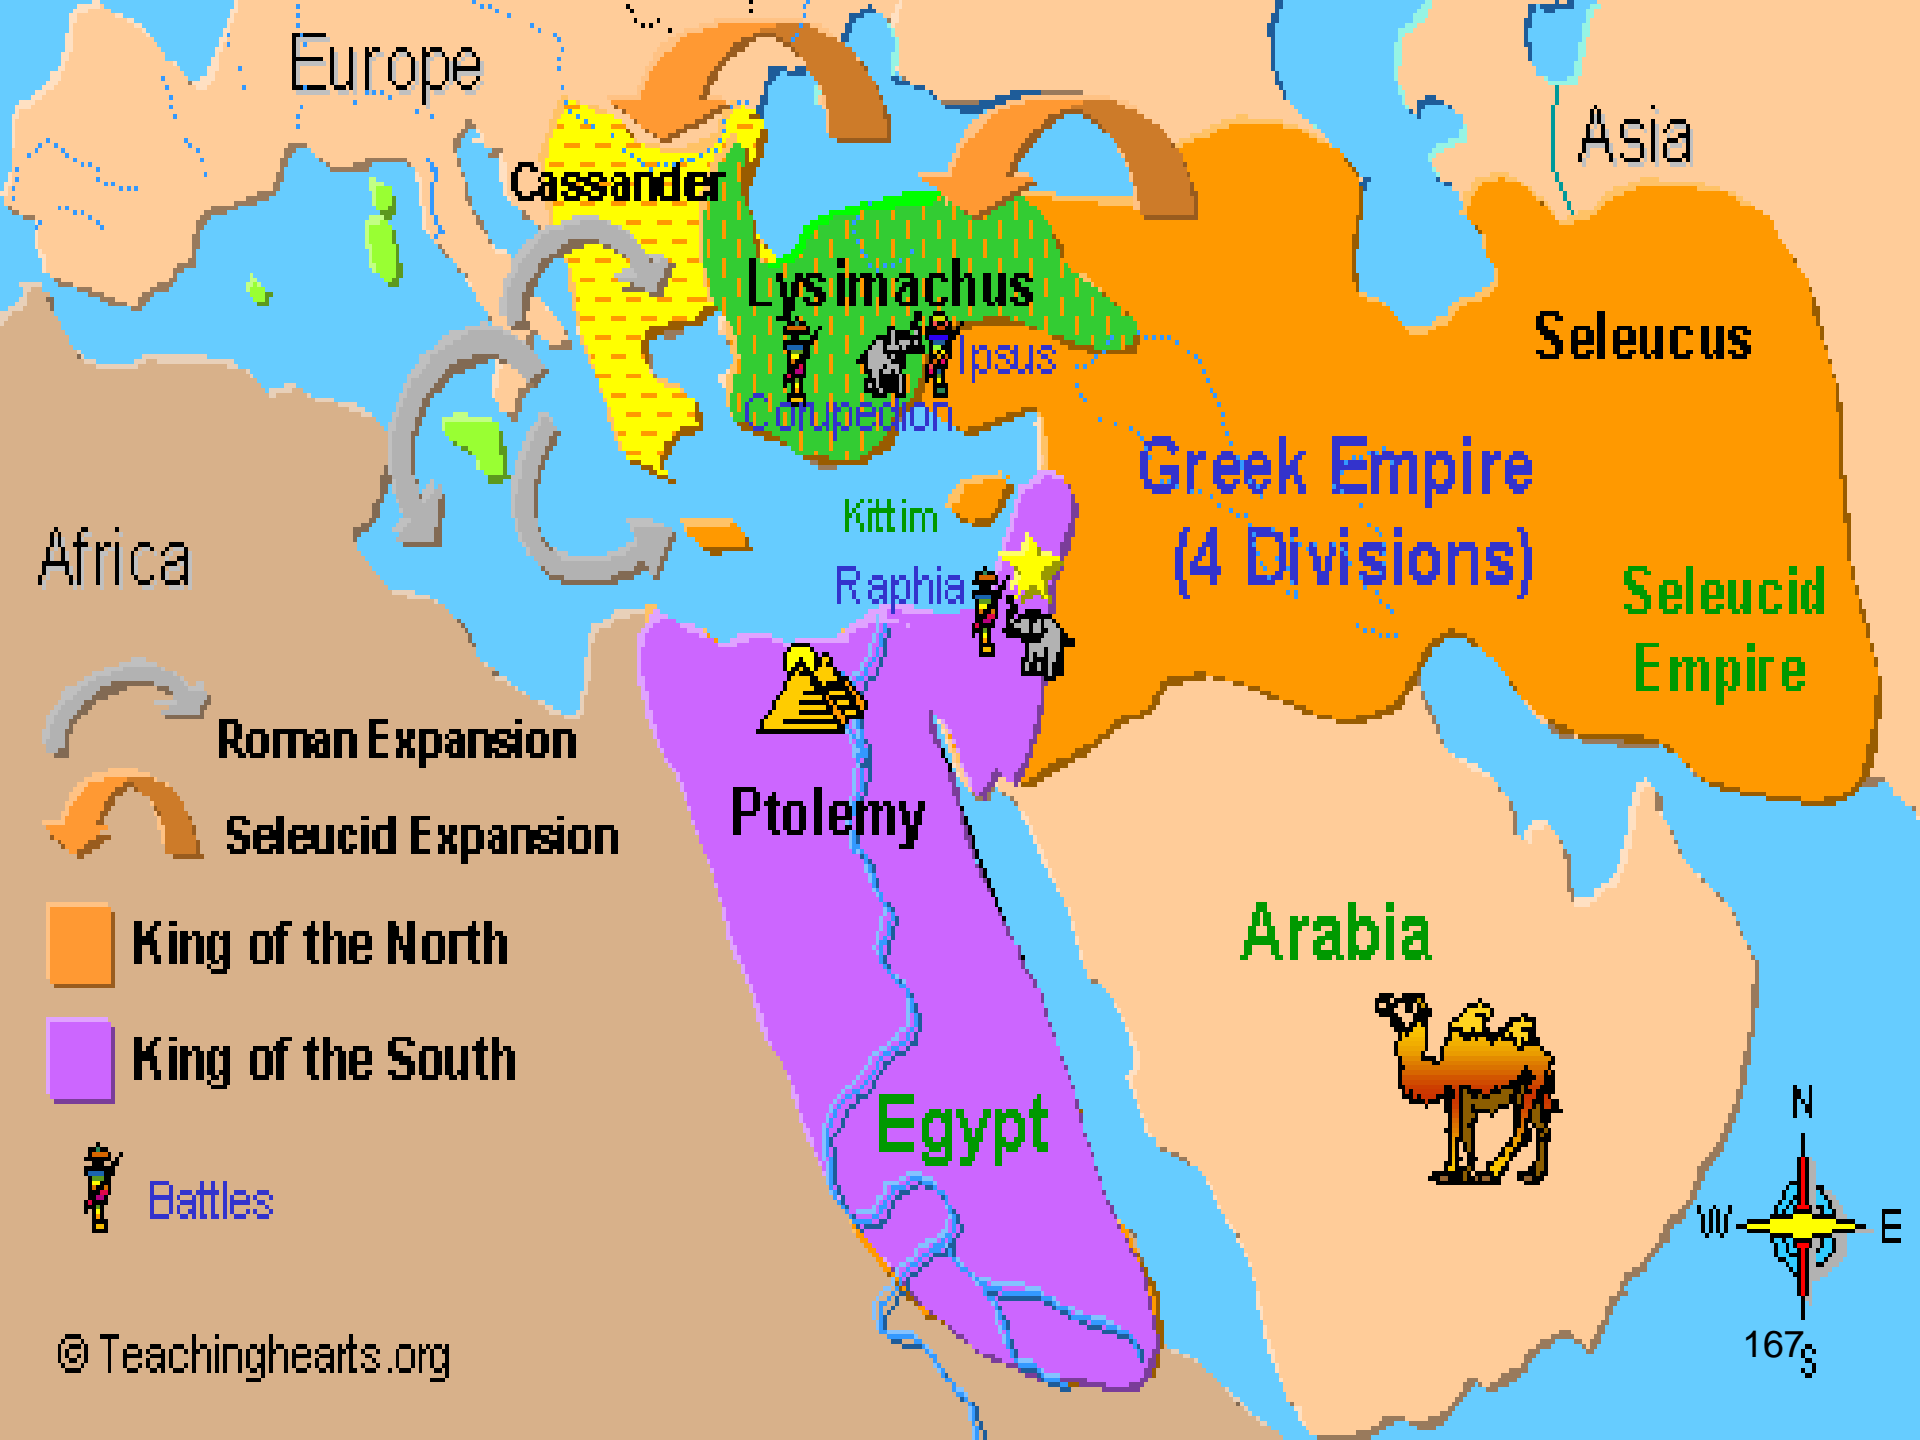 Europe
Asia
Cassander
Lysimachus
Seleucus
Ipsus
Corupedion
Greek Empire
(4 Divisions)
Kittim
Africa
Raphia
Seleucid
Empire
Roman Expansion
Ptolemy
Seleucid Expansion
King of the North
Arabia
King of the South
Egypt
Battles
N
W
E
S
167
© Teachinghearts.org